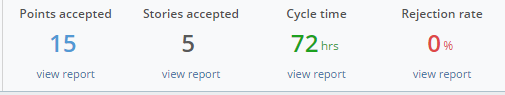 Points accepted Stories accepted Cycle time Rejection rate
15 5 72 hrs 0 %
view report view report view report view report